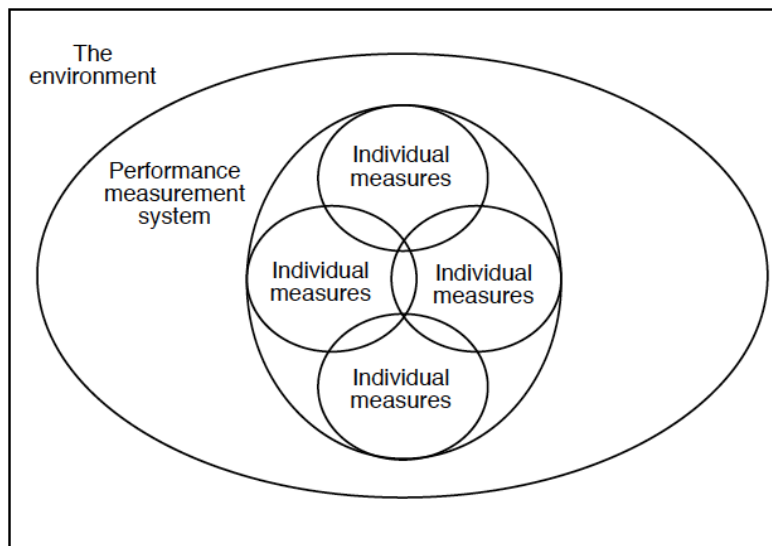 The
environment
Performance
measurement
system
Individual
measures
Individual
measures
Individual
measures
Individual
measures